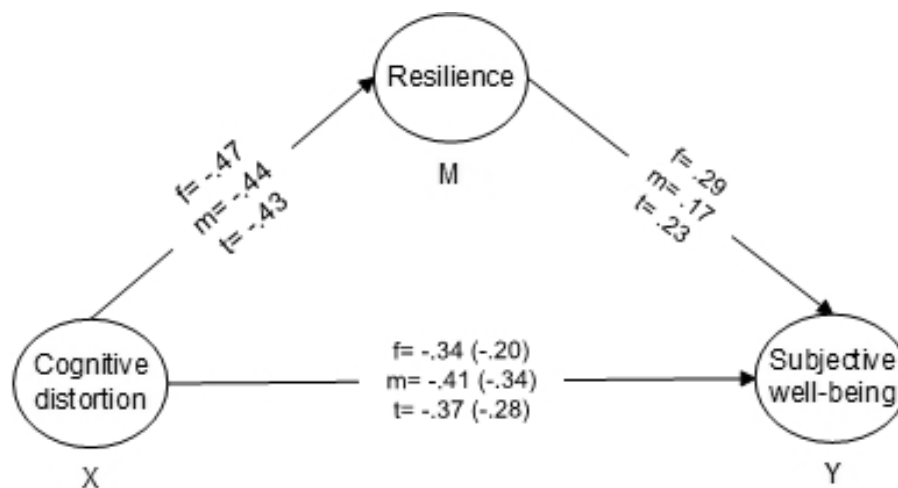 Resilience
M
f= -.47
m= -.44
t= -.43
f= .29
m= .17
t= .23
Cognitive
distortion
X
f= -.34 (-.20)
m= -.41 (-.34)
t= -.37 (-.28)
Subjective
well-being
Y